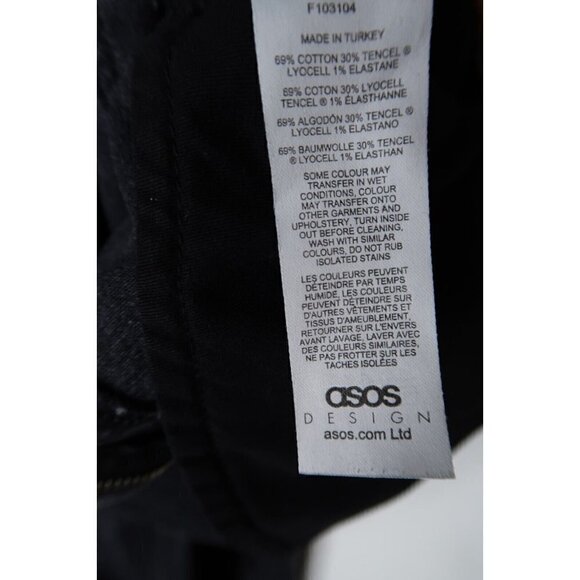 F103104
MADE IN TURKEY
69% COTTON 30% TENCEL ®
LYOCELL 1% ELASTANE
69% COTON 30% LYOCELL
TENCEL ® 1% ÉLASTHANNE
69% ALGODÓN 30% TENCEL ®
LYOCELL 1% ELASTANO
69% BAUMWOLLE 30% TENCEL
® LYOCELL 1% ELASTHAN
SOME COLOUR MAY
TRANSFER IN WET
CONDITIONS, COLOUR
MAY TRANSFER ONTO
OTHER GARMENTS AND
UPHOLSTERY, TURN INSIDE
OUT BEFORE CLEANING,
WASH WITH SIMILAR
COLOURS, DO NOT RUB
ISOLATED STAINS
LES COULEURS PEUVENT
DÉTEINDRE PAR TEMPS
HUMIDE, LES COULEURS
PEUVENT DÉTEINDRE SUR
D'AUTRES VÊTEMENTS ET
TISSUS D'AMEUBLEMENT,
RETOURNER SUR L'ENVERS
AVANT LAVAGE, LAVER AVEC
DES COULEURS SIMILAIRES,
NE PAS FROTTER SUR LES
TACHES ISOLÉES
asos
DESIGN
asos.com Ltd